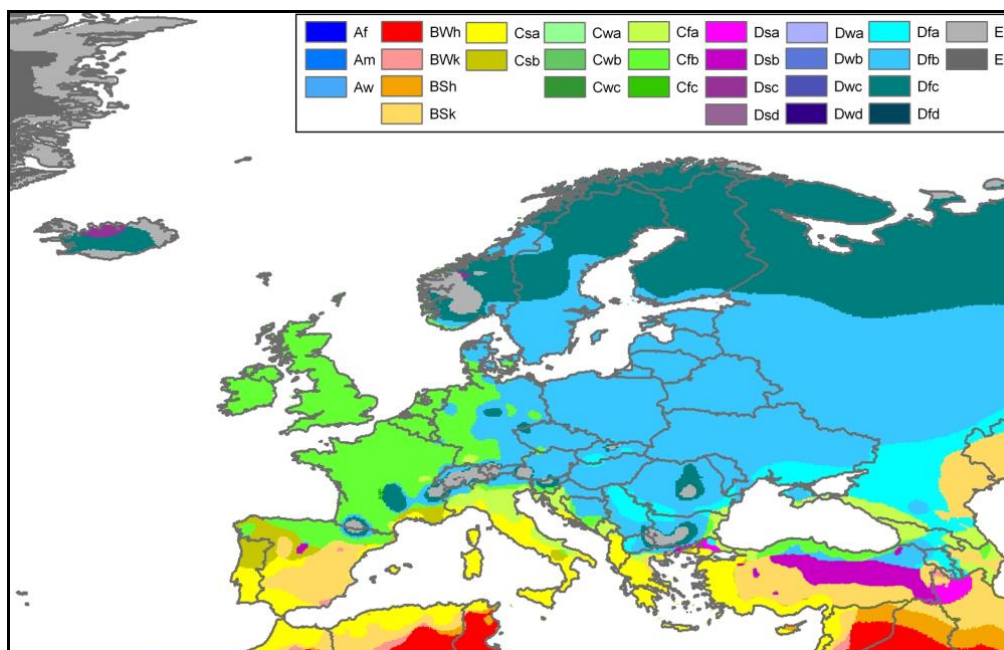 Af BWh Csa Cwa Cfa Dsa Dwa Dfa E
Am BWk Csb Cwb Cfb Dsb Dwb Dfb E
Aw BSh Cwc Cfc Dsc Dwc Dfc
BSk Dsd Dwd Dfd